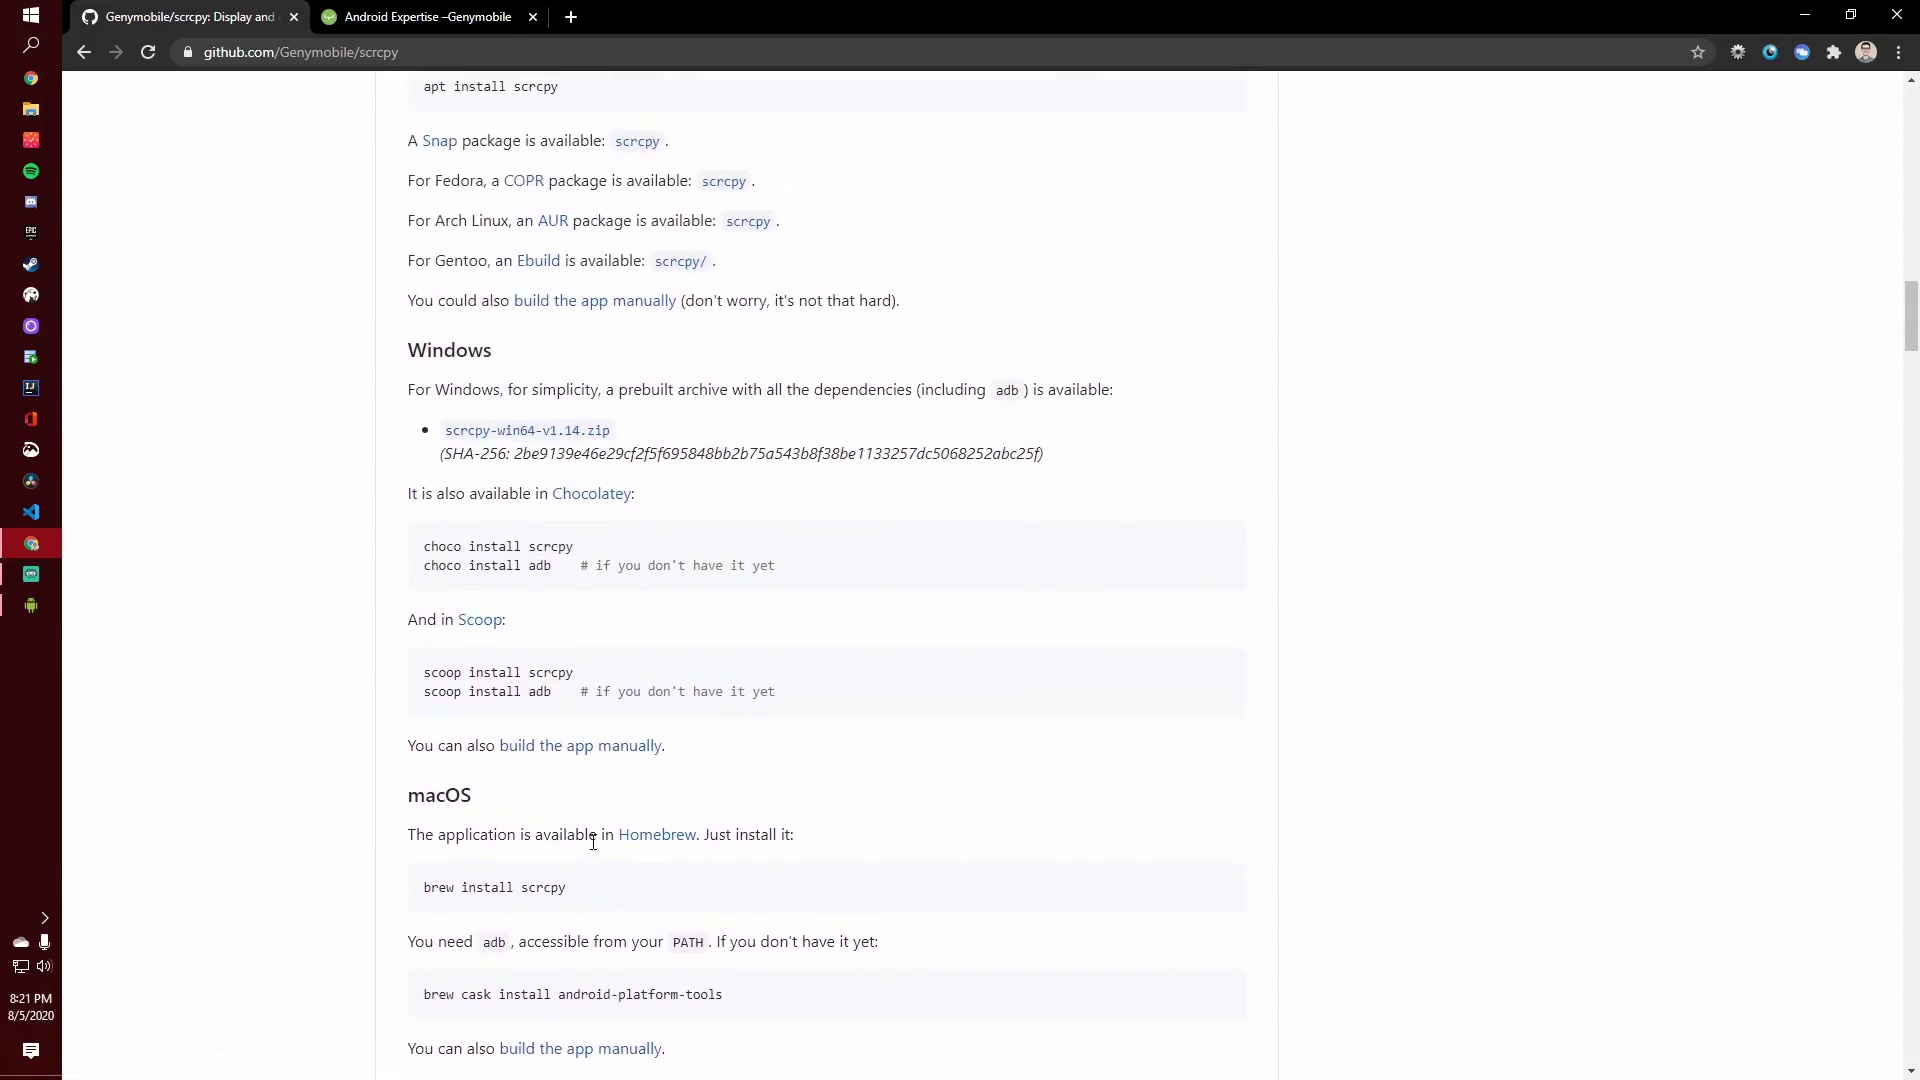 Genymobile/scrcpy: Display and
Android Expertise –Genymobile
github.com/Genymobile/scrcpy
apt install scrcpy
A Snap package is available: scrcpy .
For Fedora, a COPR package is available: scrcpy .
For Arch Linux, an AUR package is available: scrcpy .
For Gentoo, an Ebuild is available: scrcpy/ .
You could also build the app manually (don't worry, it's not that hard).
Windows
For Windows, for simplicity, a prebuilt archive with all the dependencies (including adb ) is available:
• scrcpy-win64-v1.14.zip
(SHA-256: 2be9139e46e29cf2f5f695848bb2b75a543b8f38be1133257dc5068252abc25f)
It is also available in Chocolatey:
choco install scrcpy
choco install adb    # if you don't have it yet
And in Scoop:
scoop install scrcpy
scoop install adb    # if you don't have it yet
You can also build the app manually.
macOS
The application is available in Homebrew. Just install it:
brew install scrcpy
You need adb , accessible from your PATH . If you don't have it yet:
brew cask install android-platform-tools
You can also build the app manually.
EPIC
IJ
8:21 PM
8/5/2020